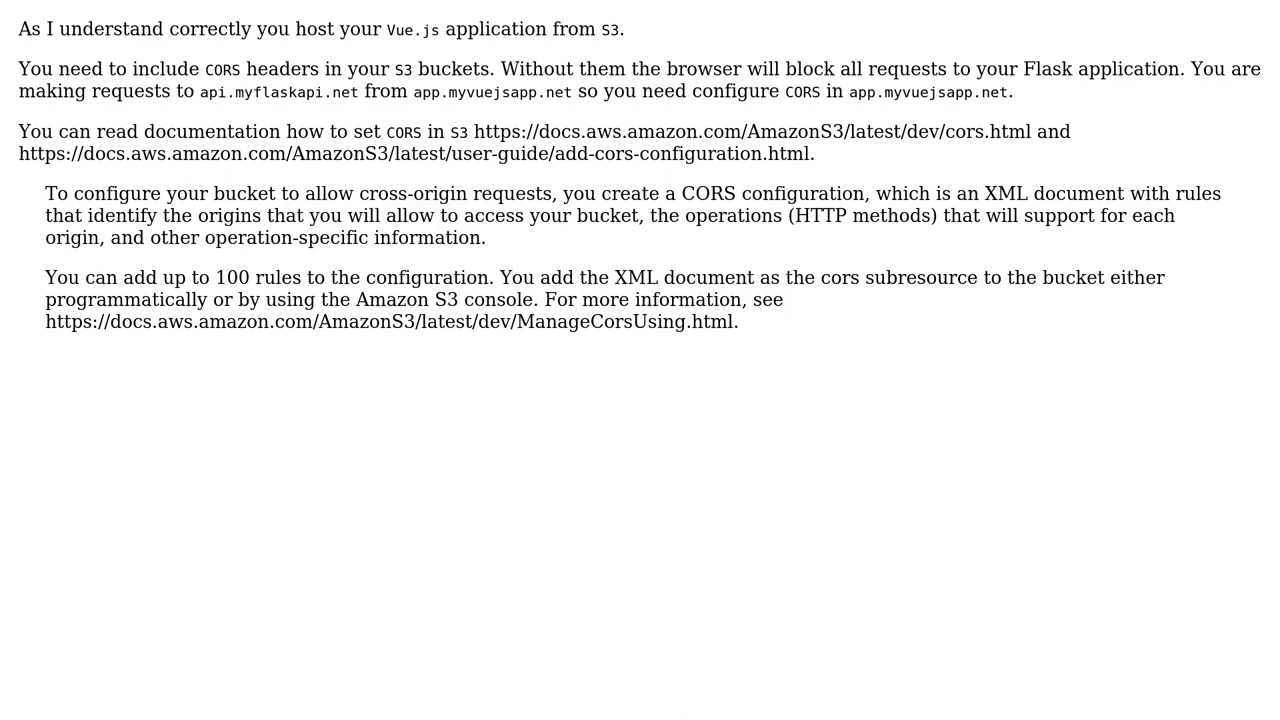 As I understand correctly you host your Vue.js application from S3.
You need to include CORS headers in your S3 buckets. Without them the browser will block all requests to your Flask application. You are
making requests to api.myflaskapi.net from app.myvuejsapp.net so you need configure CORS in app.myvuejsapp.net.
You can read documentation how to set CORS in S3 https://docs.aws.amazon.com/AmazonS3/latest/dev/cors.html and
https://docs.aws.amazon.com/AmazonS3/latest/user-guide/add-cors-configuration.html.
To configure your bucket to allow cross-origin requests, you create a CORS configuration, which is an XML document with rules
that identify the origins that you will allow to access your bucket, the operations (HTTP methods) that will support for each
origin, and other operation-specific information.
You can add up to 100 rules to the configuration. You add the XML document as the cors subresource to the bucket either
programmatically or by using the Amazon S3 console. For more information, see
https://docs.aws.amazon.com/AmazonS3/latest/dev/ManageCorsUsing.html.